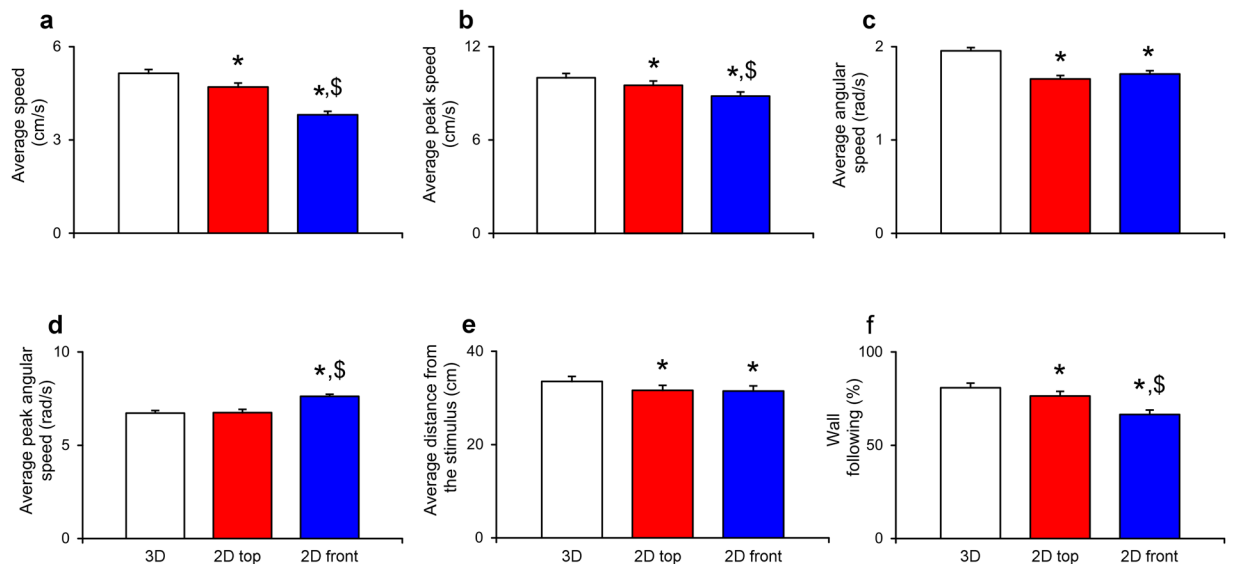 a
Average speed
(cm/s)
6
3
0
*
*,$
b
Average peak speed
(cm/s)
12
6
0
*
*,$
c
Average angular
speed (rad/s)
2
1
0
*
*
d
Average peak angular
speed (rad/s)
10
5
0
*,$
3D 2D top 2D front
e
Average distance from
the stimulus (cm)
40
20
0
*
*
3D 2D top 2D front
f
Wall
following (%)
100
50
0
*
*,$
3D 2D top 2D front